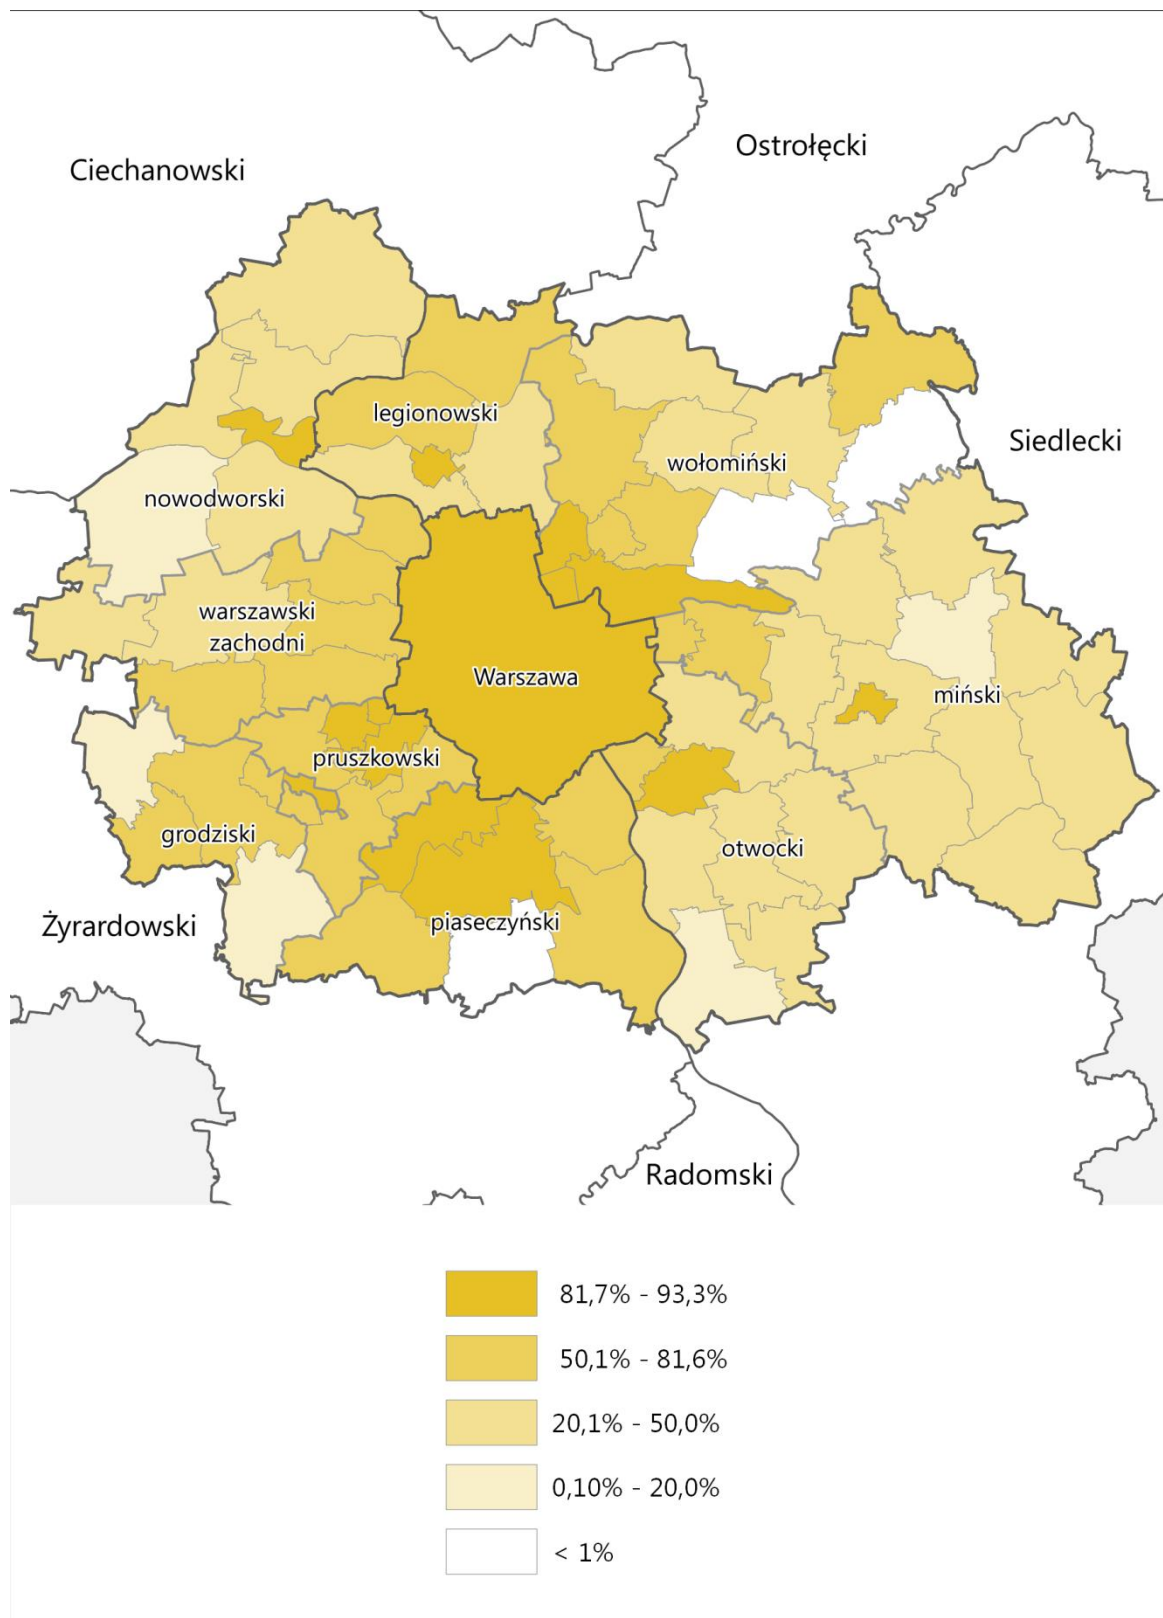 Ostrołęcki
Ciechanowski
legionowski
Siedlecki
wołomiński
nowodworski
warszawski
zachodni
Warszawa
miński
pruszkowski
grodziski
otwocki
Żyrardowski
piaseczyński
Radomski
81,7% - 93,3%
50,1% - 81,6%
20,1% - 50,0%
0,10% - 20,0%
< 1%